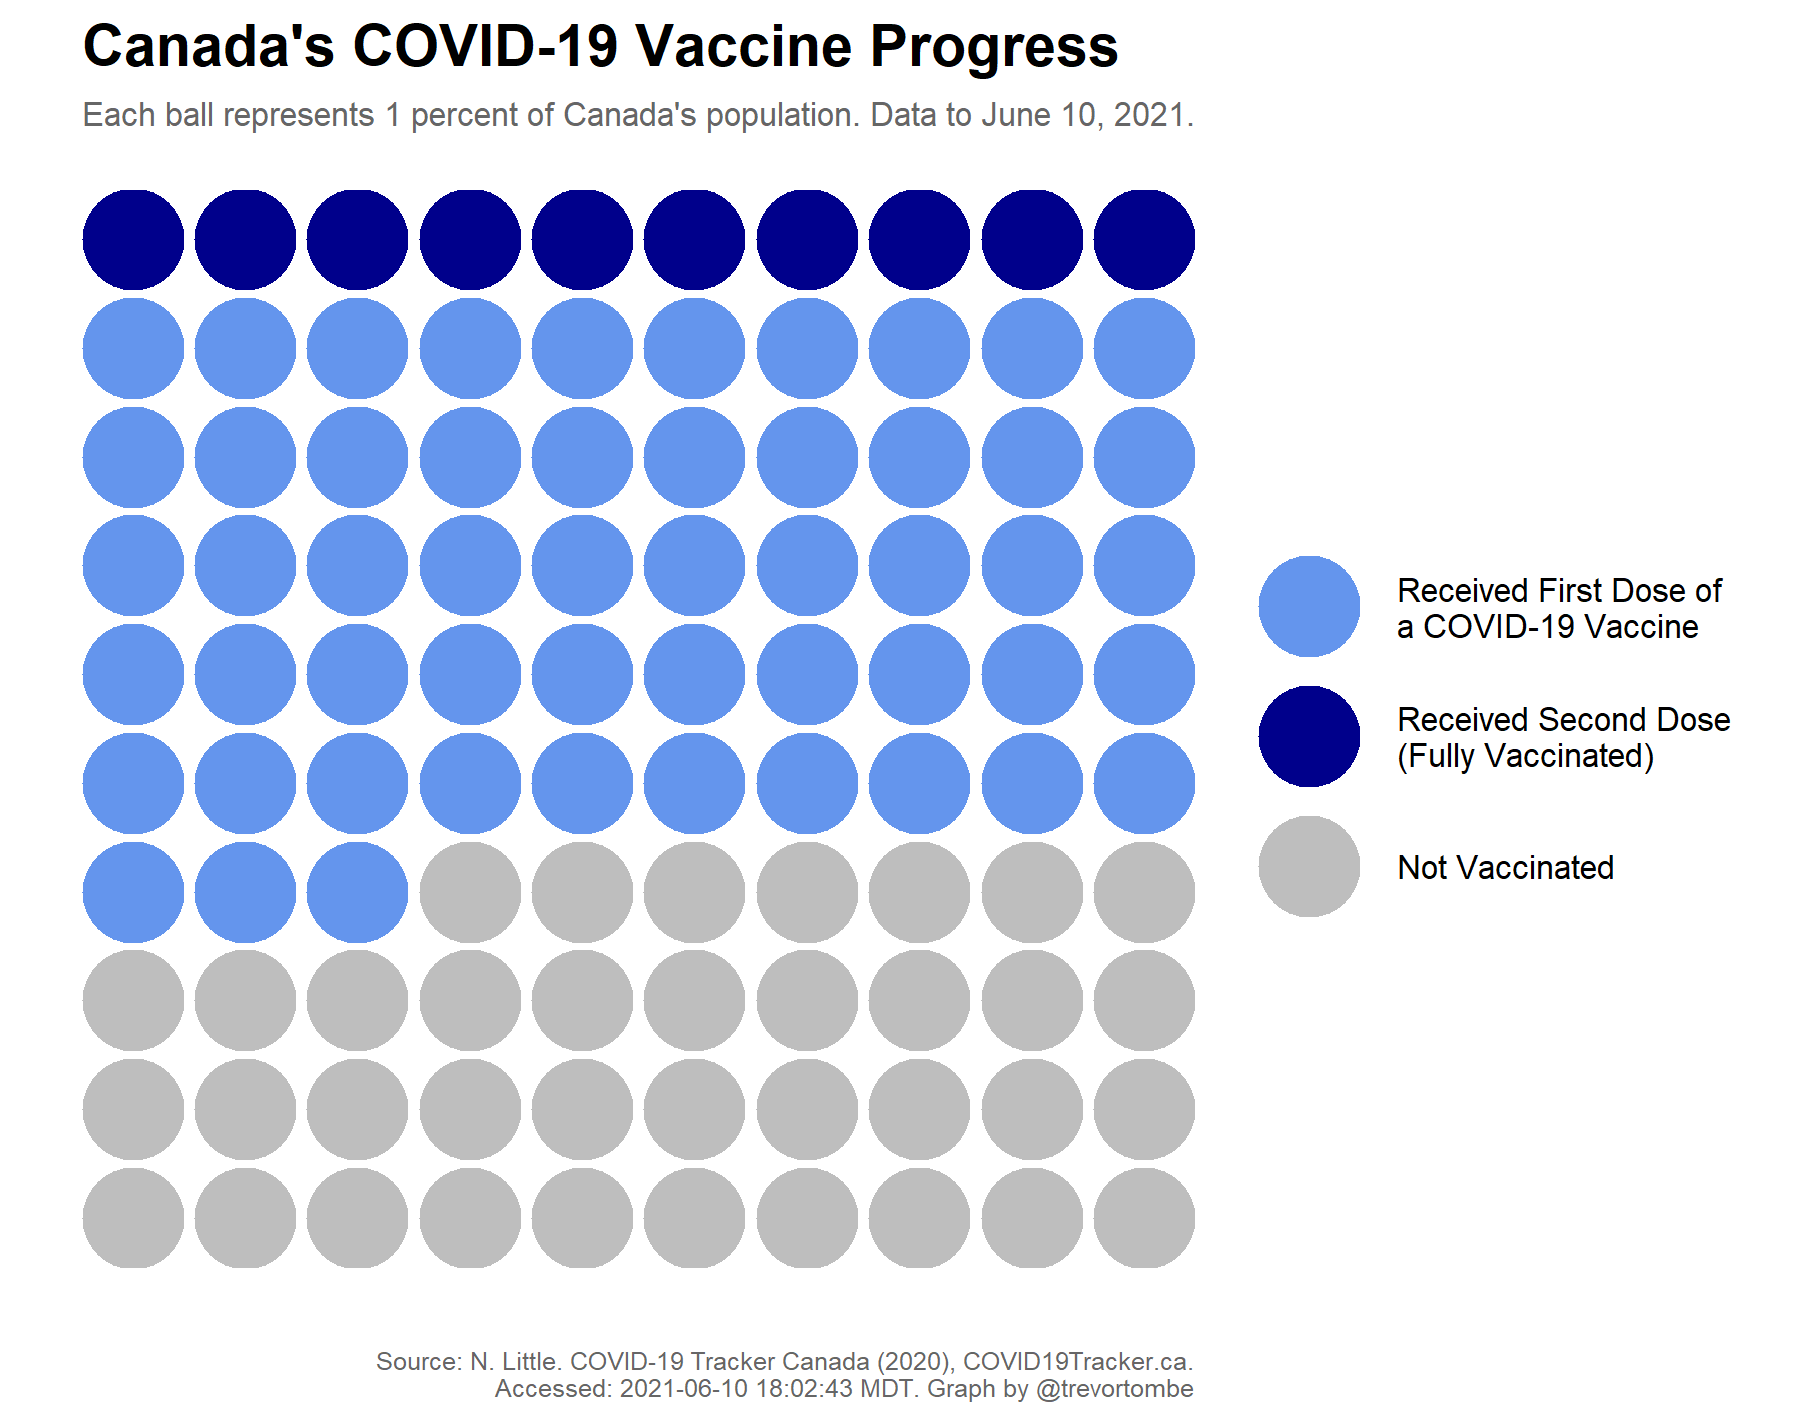 Canada's COVID-19 Vaccine Progress
Each ball represents 1 percent of Canada's population. Data to June 10, 2021.
Received First Dose of
a COVID-19 Vaccine
Received Second Dose
(Fully Vaccinated)
Not Vaccinated
Source: N. Little. COVID-19 Tracker Canada (2020), COVID19Tracker.ca.
Accessed: 2021-06-10 18:02:43 MDT. Graph by @trevortombe